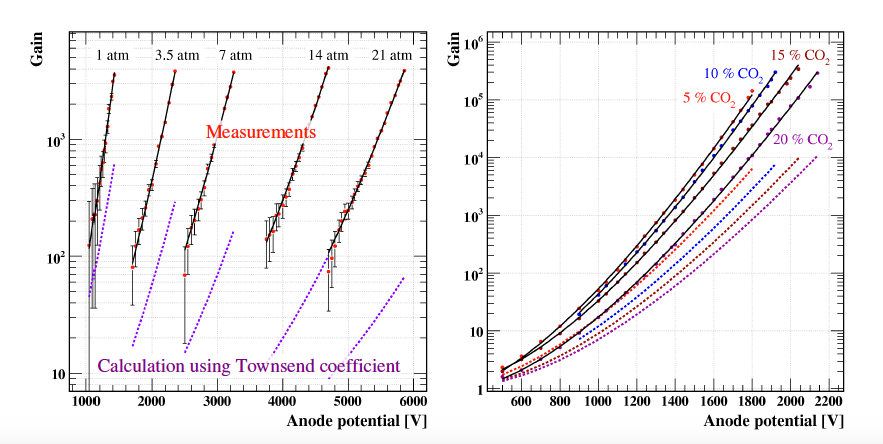 Gain
1 atm 3.5 atm 7 atm 14 atm 21 atm
10³
Measurements
10²
Calculation using Townsend coefficient
10
1000 2000 3000 4000 5000 6000
Anode potential [V]
Gain
10⁶
15 % CO₂
10 % CO₂
5 % CO₂
10⁵
20 % CO₂
10⁴
10³
10²
10
1
600 800 1000 1200 1400 1600 1800 2000 2200
Anode potential [V]